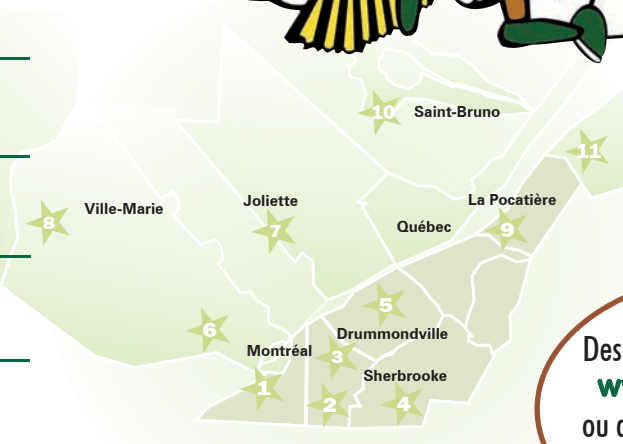 10 Saint-Bruno
11
La Pocatière
Joliette
Ville-Marie
8
7
Québec
9
5
6
Drummondville
Montréal
3
Sherbrooke
1
2
4
Des
ou